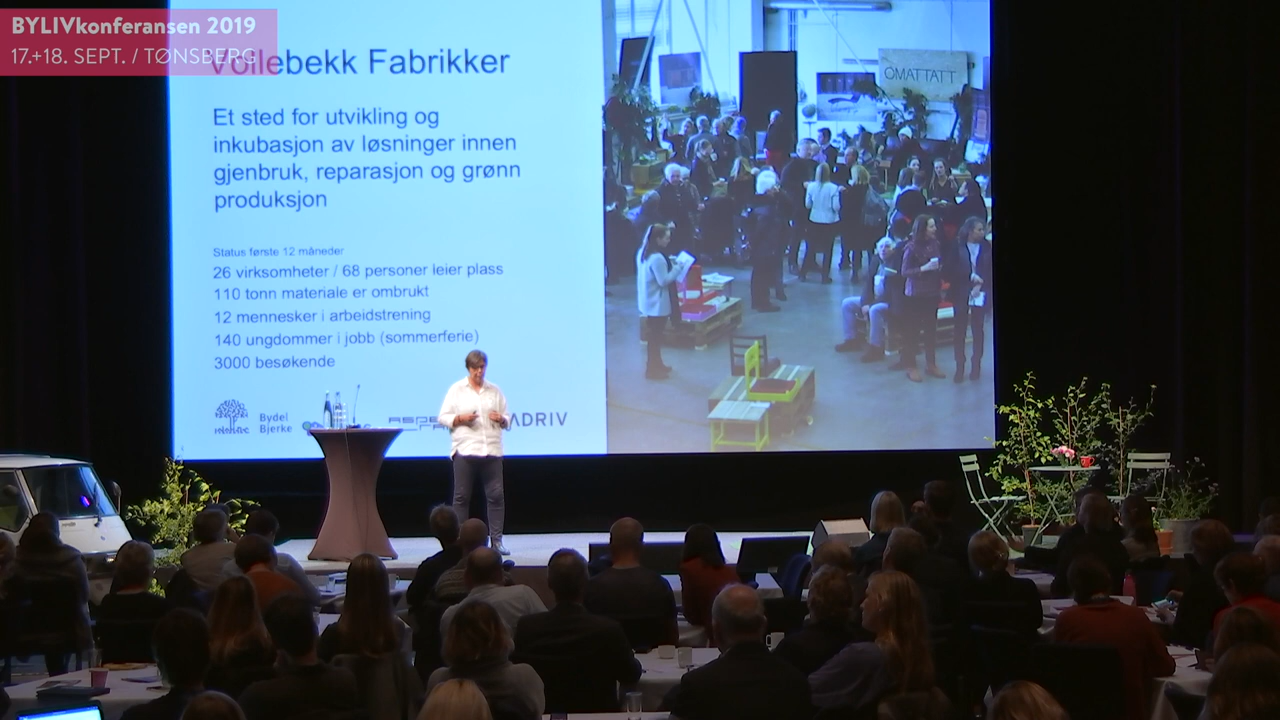 BYLIVkonferansen 2019
17.+18. SEPT. / TØNSBERG
Vollebekk Fabrikker
Et sted for utvikling og
inkubasjon av løsninger innen
gjenbruk, reparasjon og grønn
produksjon
Status første 12 måneder
26 virksomheter / 68 personer leier plass
110 tonn materiale er ombrukt
12 mennesker i arbeidstrening
140 ungdommer i jobb (sommerferie)
3000 besøkende
Bydel
Bjerke
ADRIV
OMATTATT